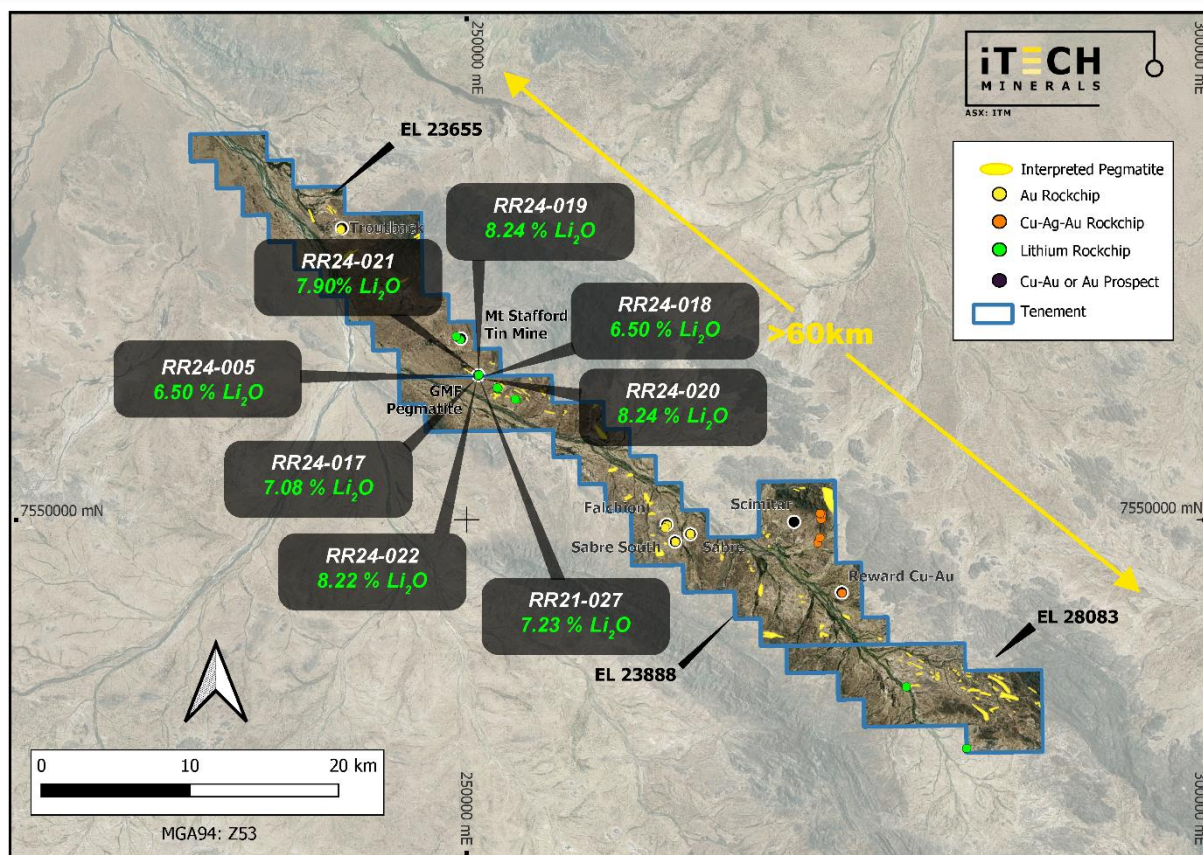 250000 mE
300000 mE
iTECH
MINERALS
ASX: ITM
EL 23655
Interpreted Pegmatite
Au Rockchip
Cu-Ag-Au Rockchip
Lithium Rockchip
Cu-Au or Au Prospect
Tenement
RR24-019
8.24 % Li₂O
Troutback
RR24-021
7.90% Li₂O
RR24-018
6.50 % Li₂O
Mt Stafford
Tin Mine
>60km
RR24-005
6.50 % Li₂O
GMF
Pegmatite
RR24-020
8.24 % Li₂O
RR24-017
7.08 % Li₂O
7550000 mN
7550000 mN
Falchion
Scimitar
Sabre South
Sabre
RR24-022
8.22 % Li₂O
Reward Cu-Au
RR21-027
7.23 % Li₂O
EL 28083
EL 23888
0 10 20 km
MGA94: Z53
250000 mE
300000 mE